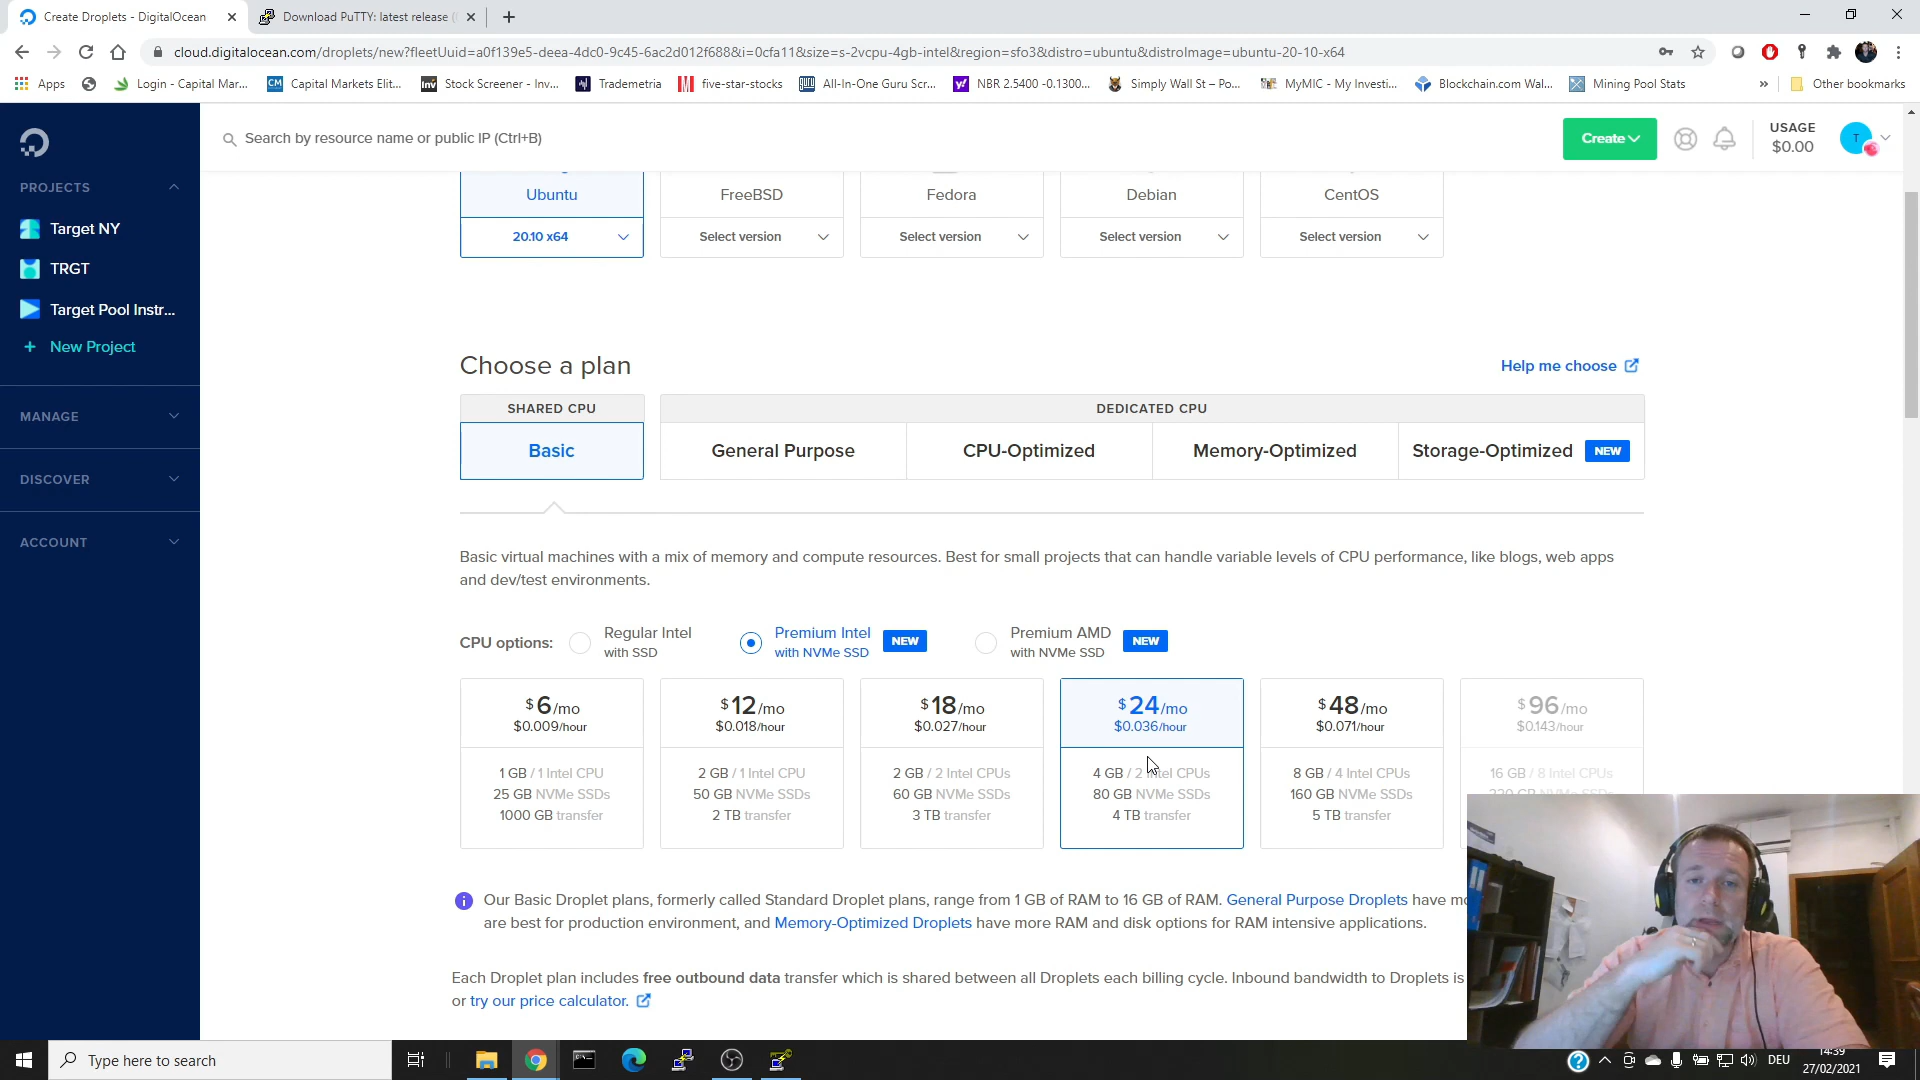 Create Droplets - DigitalOcean
Download PuTTY: latest release (
cloud.digitalocean.com/droplets/new?fleetUuid=a0f139e5-deea-4dc0-9c45-6ac2d012f688&i=0cfa11&size=s-2vcpu-4gb-intel&region=sfo3&distro=ubuntu&distroImage=ubuntu-20-10-x64
Apps
Login - Capital Mar...
CM
Capital Markets Elit...
Inv
Stock Screener - Inv...
Trademetria
five-star-stocks
All-In-One Guru Scr...
NBR 2.5400 -0.1300...
Simply Wall St – Po...
MyMIC - My Investi...
Blockchain.com Wal...
Mining Pool Stats
»
Other bookmarks
Search by resource name or public IP (Ctrl+B)
Create
USAGE
$0.00
T
PROJECTS
Target NY
TRGT
Target Pool Instr...
+ New Project
MANAGE
DISCOVER
ACCOUNT
Ubuntu
FreeBSD
Fedora
Debian
CentOS
20.10 x64
Select version
Select version
Select version
Select version
Choose a plan
Help me choose
SHARED CPU
DEDICATED CPU
Basic
General Purpose
CPU-Optimized
Memory-Optimized
Storage-Optimized NEW
Basic virtual machines with a mix of memory and compute resources. Best for small projects that can handle variable levels of CPU performance, like blogs, web apps
and dev/test environments.
CPU options:
Regular Intel
with SSD
Premium Intel
with NVMe SSD
NEW
Premium AMD
with NVMe SSD
NEW
$ 6/mo
$0.009/hour
1 GB / 1 Intel CPU
25 GB NVMe SSDs
1000 GB transfer
$ 12/mo
$0.018/hour
2 GB / 1 Intel CPU
50 GB NVMe SSDs
2 TB transfer
$ 18/mo
$0.027/hour
2 GB / 2 Intel CPUs
60 GB NVMe SSDs
3 TB transfer
$ 24/mo
$0.036/hour
4 GB / 2 Intel CPUs
80 GB NVMe SSDs
4 TB transfer
$ 48/mo
$0.071/hour
8 GB / 4 Intel CPUs
160 GB NVMe SSDs
5 TB transfer
$ 96/mo
$0.143/hour
16 GB / 8 Intel CPUs
Our Basic Droplet plans, formerly called Standard Droplet plans, range from 1 GB of RAM to 16 GB of RAM. General Purpose Droplets have
are best for production environment, and Memory-Optimized Droplets have more RAM and disk options for RAM intensive applications.
Each Droplet plan includes free outbound data transfer which is shared between all Droplets each billing cycle. Inbound bandwidth to Droplets is
or try our price calculator.
Type here to search
DEU
14:39
27/02/2021